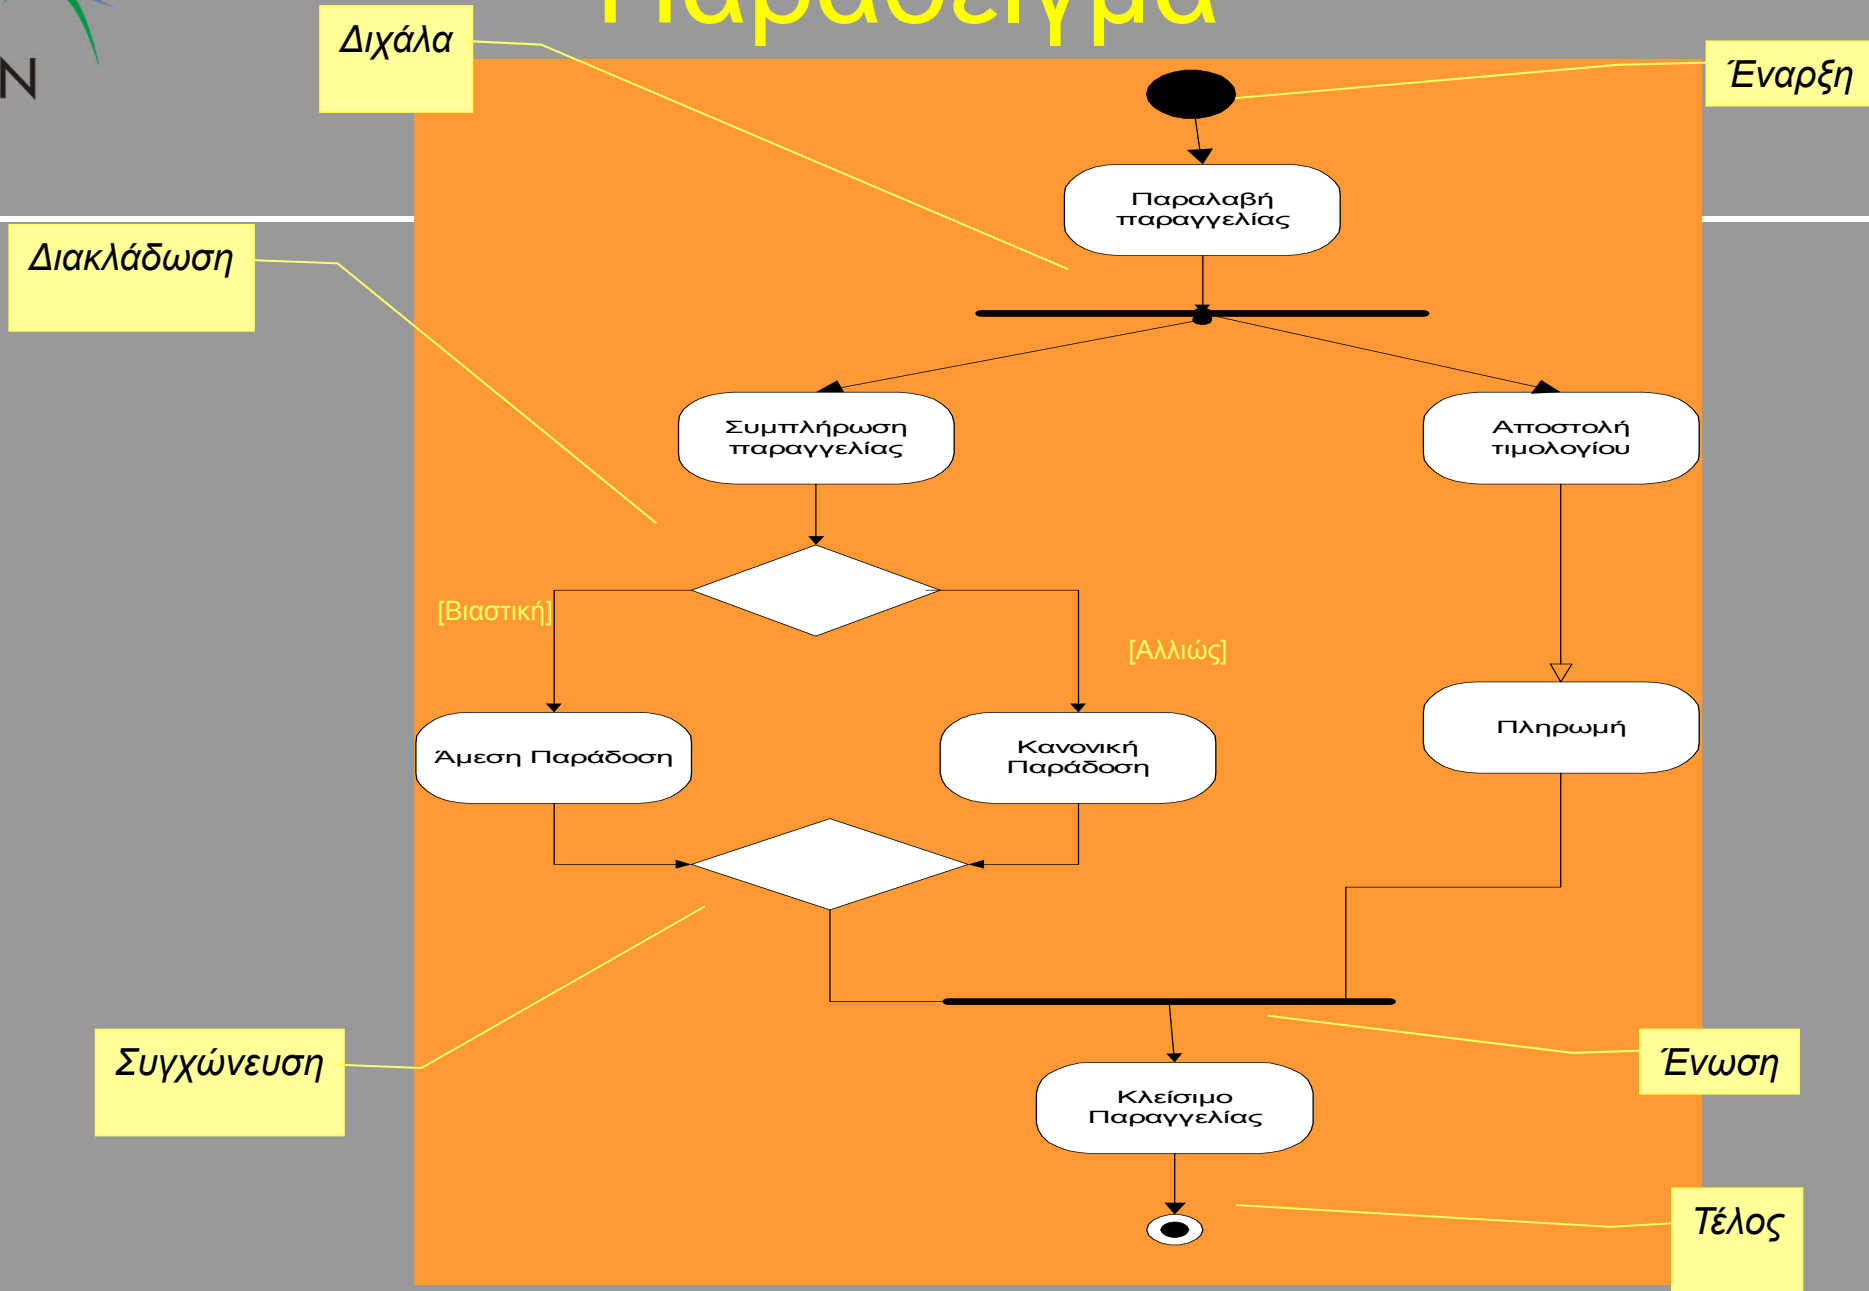 Παράδειγμα
N
Διχάλα
Έναρξη
Παραλαβή
παραγγελίας
Διακλάδωση
Συμπλήρωση
παραγγελίας
Αποστολή
τιμολογίου
[Βιαστική]
[Αλλιώς]
Άμεση Παράδοση
Κανονική
Παράδοση
Πληρωμή
Συγχώνευση
Ένωση
Κλείσιμο
Παραγγελίας
Τέλος